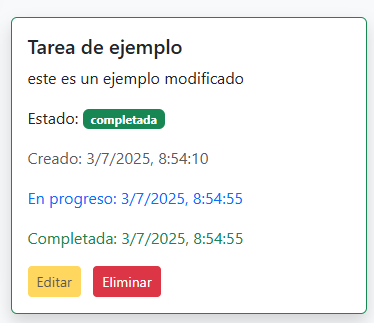 Tarea de ejemplo
este es un ejemplo modificado
Estado: completada
Creado: 3/7/2025, 8:54:10
En progreso: 3/7/2025, 8:54:55
Completada: 3/7/2025, 8:54:55
Editar Eliminar